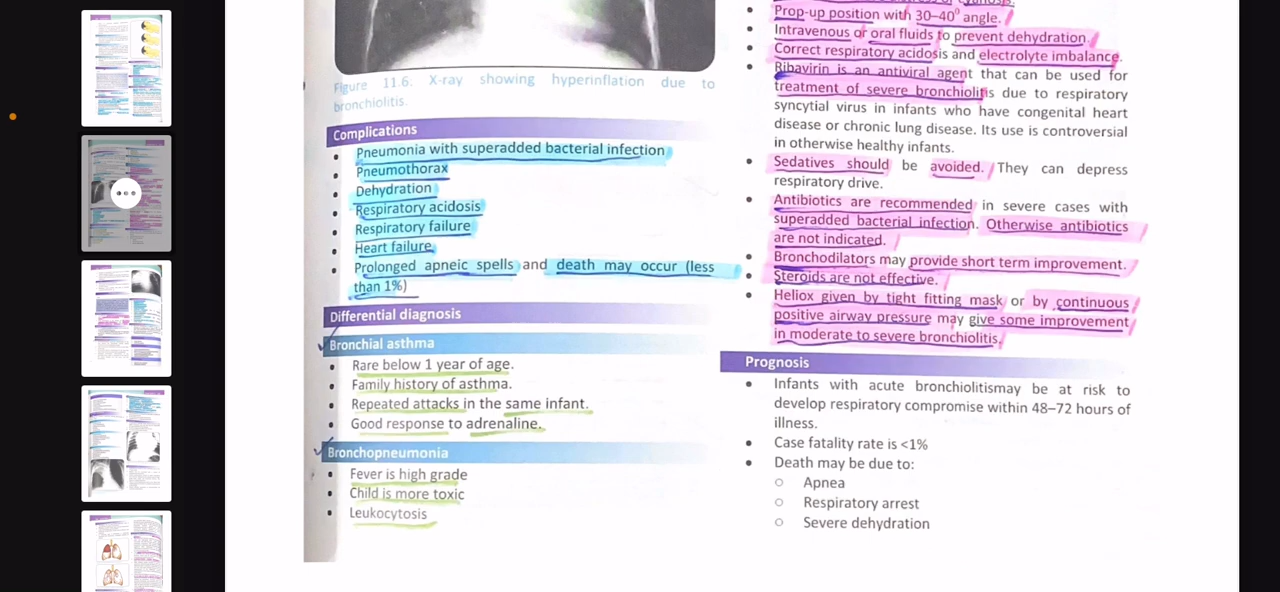 Figure 11.6. X-ray showing hyperinflation due to
bronchiolitis.
Complications
• Pneumonia with superadded bacterial infection
• Pneumothorax
• Dehydration
• Respiratory acidosis
• Respiratory failure
• Heart failure
• Prolonged apneic spells and death may occur (less
than 1%)
Differential diagnosis
Bronchial asthma
• Rare below 1 year of age.
• Family history of asthma.
• Repeated attacks in the same infant.
• Good response to adrenaline.
Bronchopneumonia
• Fever is high grade
• Child is more toxic
• Leukocytosis
• Prop-up position with 30–40⁰ angle.
• Intravenous or oral fluids to prevent dehydration.
• Correct respiratory acidosis and electrolyte imbalance.
• Ribavirin is an antiviral agent that can be used for
treatment of severe bronchiolitis due to respiratory
syncytial virus in infants who have congenital heart
disease or chronic lung disease. Its use is controversial
in otherwise healthy infants.
• Sedatives should be avoided. They can depress
respiratory drive.
• Antibiotics are recommended in severe cases with
superadded bacterial infection. Otherwise antibiotics
are not indicated.
• Bronchodilators may provide short term improvement.
• Steroids are not effective.
• Heliox given by tight fitting mask or by continuous
positive airway pressure may give some improvement
in moderate to severe bronchiolitis.
Prognosis
• Infants with acute bronchiolitismay be at risk to
develop respiratory compromise within 48–72 hours of
illness.
• Case fatality rate is <1%
• Death may be due to:
○ Apnea
○ Respiratory arrest
○ Severe dehydration